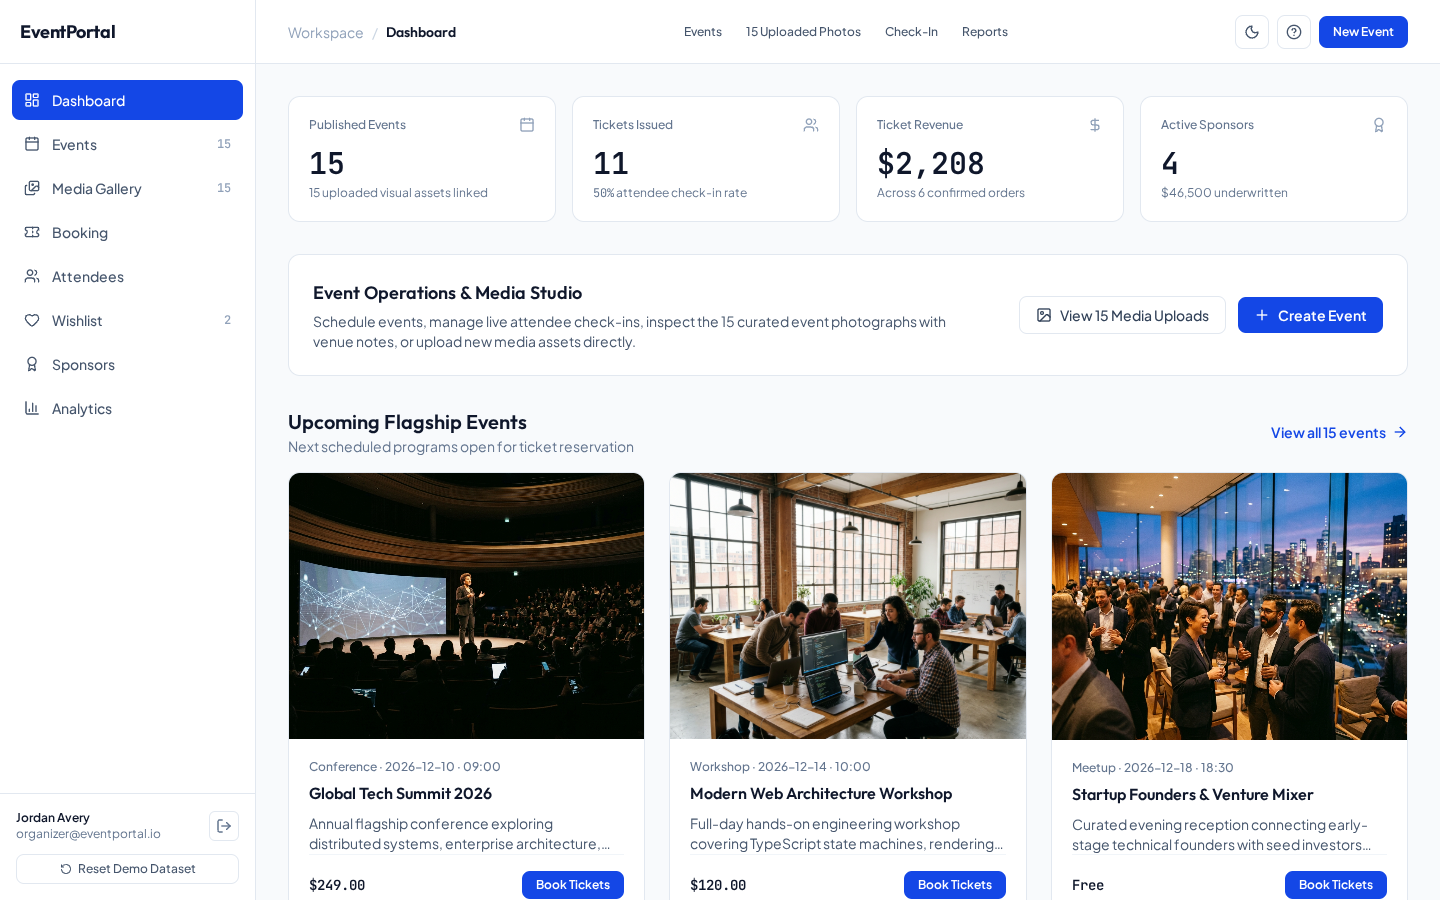 EventPortal
Workspace / Dashboard
Events
15 Uploaded Photos
Check-In
Reports
New Event
Dashboard
Events 15
Media Gallery 15
Booking
Attendees
Wishlist 2
Sponsors
Analytics
Jordan Avery
organizer@eventportal.io
Reset Demo Dataset
Published Events
15
15 uploaded visual assets linked
Tickets Issued
11
50% attendee check-in rate
Ticket Revenue
$2,208
Across 6 confirmed orders
Active Sponsors
4
$46,500 underwritten
Event Operations & Media Studio
Schedule events, manage live attendee check-ins, inspect the 15 curated event photographs with
venue notes, or upload new media assets directly.
View 15 Media Uploads
Create Event
Upcoming Flagship Events
Next scheduled programs open for ticket reservation
View all 15 events
Conference · 2026-12-10 · 09:00
Global Tech Summit 2026
Annual flagship conference exploring
distributed systems, enterprise architecture,...
$249.00
Book Tickets
Workshop · 2026-12-14 · 10:00
Modern Web Architecture Workshop
Full-day hands-on engineering workshop
covering TypeScript state machines, rendering...
$120.00
Book Tickets
Meetup · 2026-12-18 · 18:30
Startup Founders & Venture Mixer
Curated evening reception connecting early-
stage technical founders with seed investors...
Free
Book Tickets